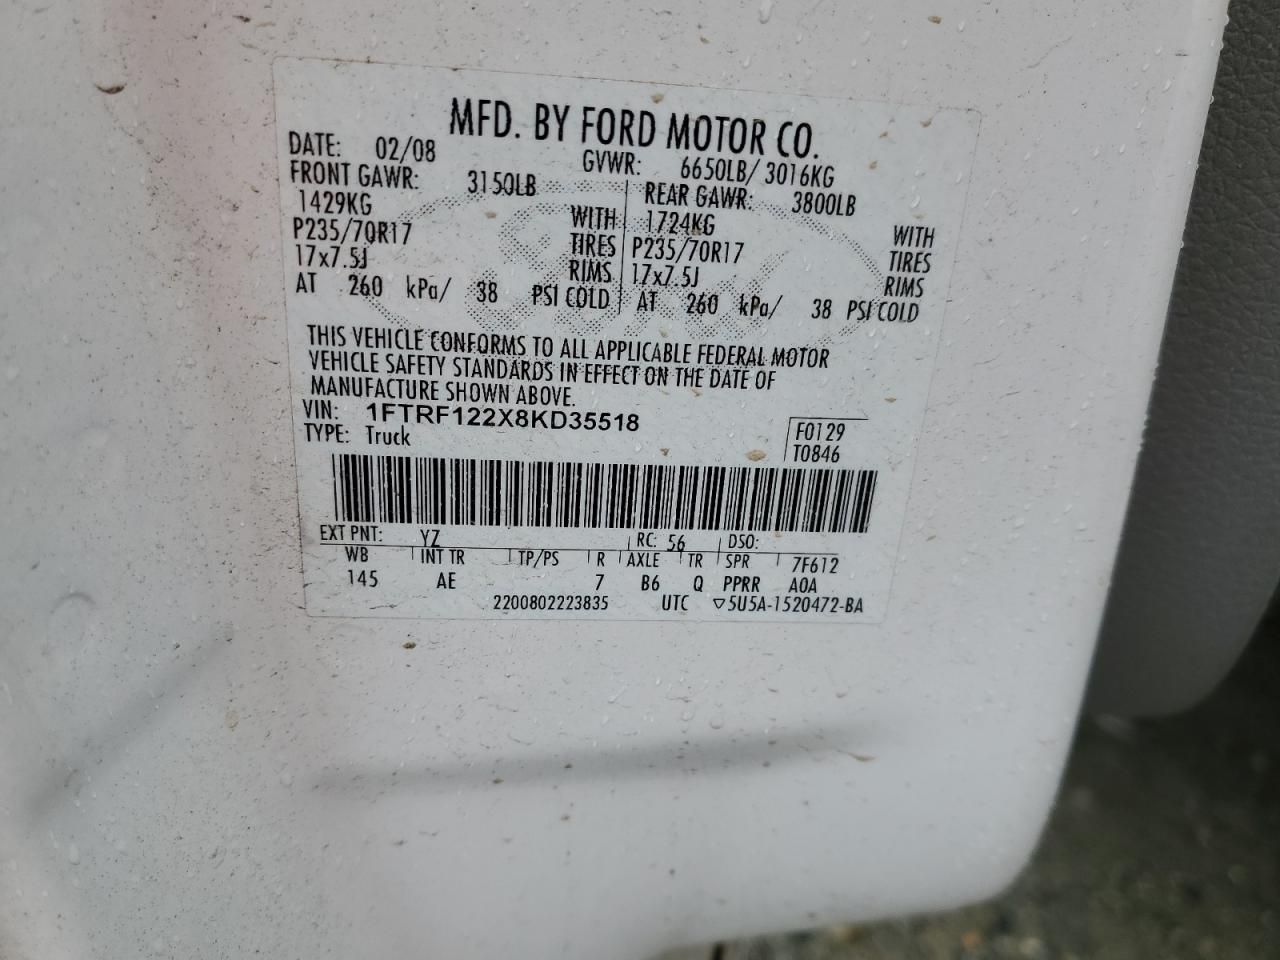 MFD. BY FORD MOTOR CO.
DATE: 02/08 GVWR: 6650LB/ 3016KG
FRONT GAWR: 3150LB REAR GAWR: 3800LB
1429KG WITH 1724KG WITH
P235/70R17 TIRES P235/70R17 TIRES
17x7.5J RIMS 17x7.5J RIMS
AT 260 kPa/ 38 PSI COLD AT 260 kPa/ 38 PSI COLD
THIS VEHICLE CONFORMS TO ALL APPLICABLE FEDERAL MOTOR
VEHICLE SAFETY STANDARDS IN EFFECT ON THE DATE OF
MANUFACTURE SHOWN ABOVE.
VIN: 1FTRF122X8KD35518 F0129
TYPE: Truck T0846
EXT PNT: YZ RC: 56 DSO:
WB INT TR TP/PS R AXLE TR SPR 7F612
145 AE 7 B6 Q PPRR A0A
2200802223835 UTC ▽5U5A-1520472-BA